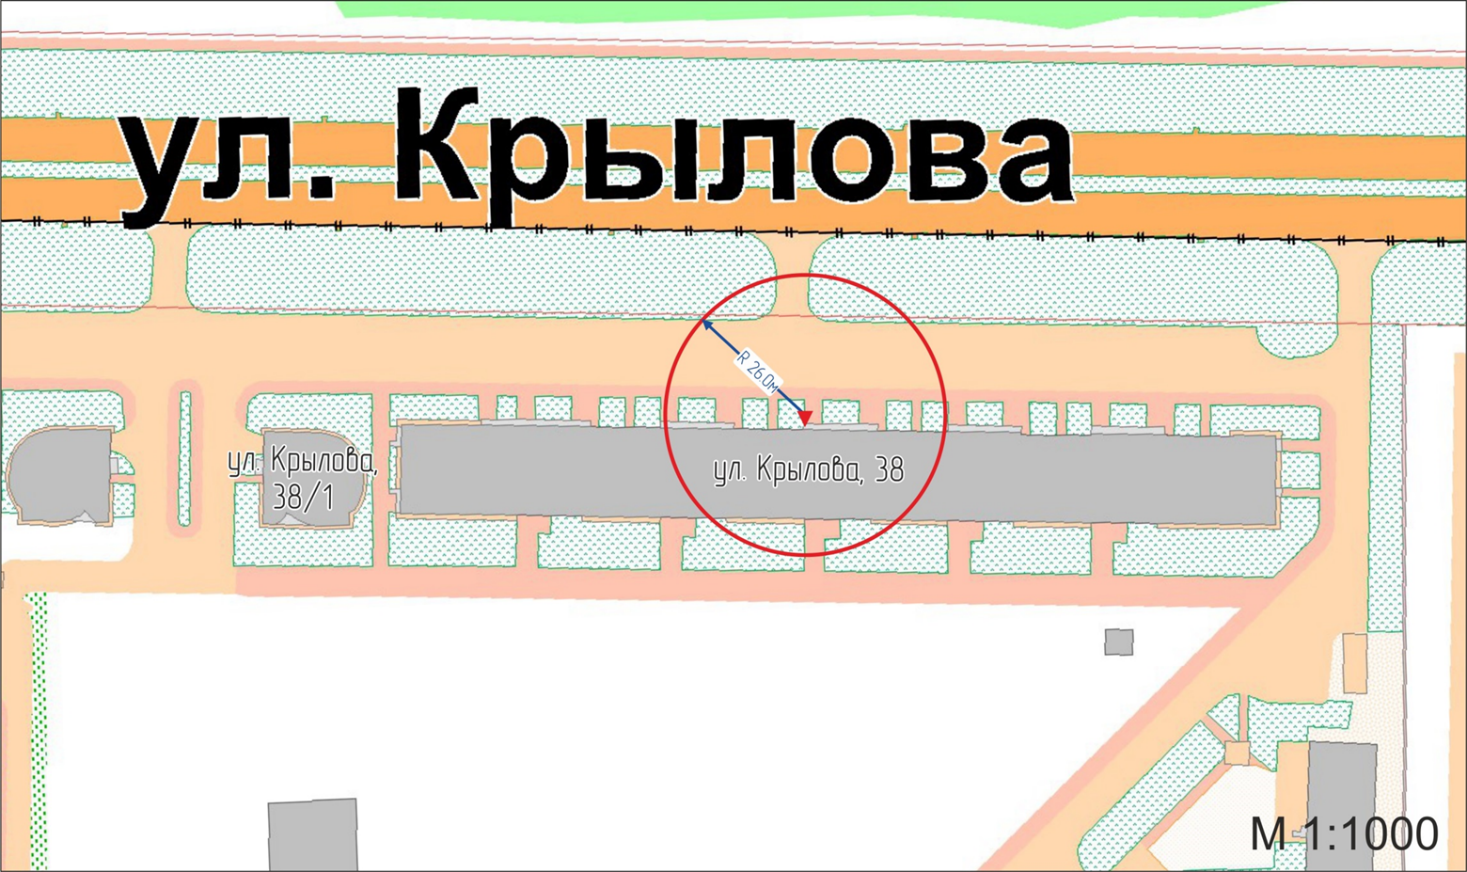 ул. Крылова
R 26.0м
ул. Крылова,
38/1
ул. Крылова, 38
М 1:1000